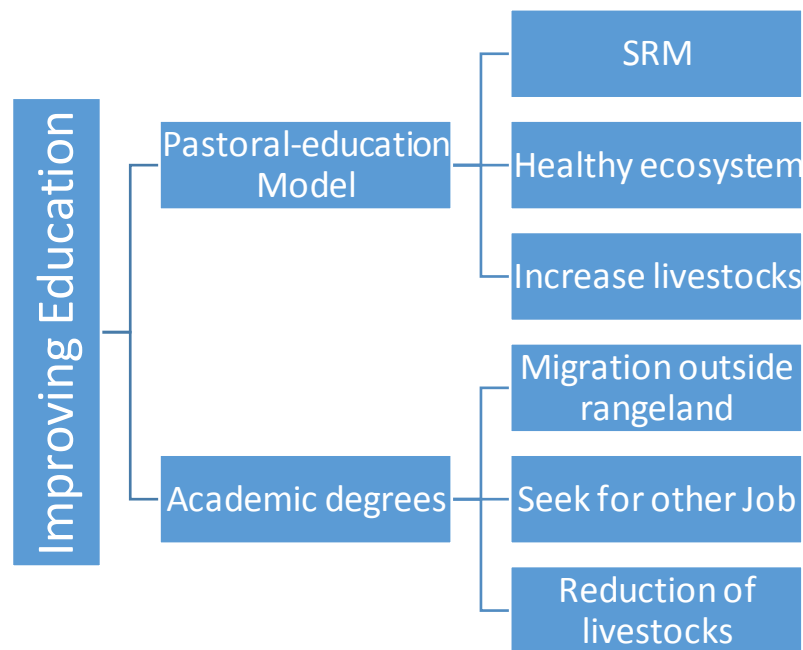 Improving Education
Pastoral-education
Model
SRM
Healthy ecosystem
Increase livestocks
Academic degrees
Migration outside
rangeland
Seek for other Job
Reduction of
livestocks